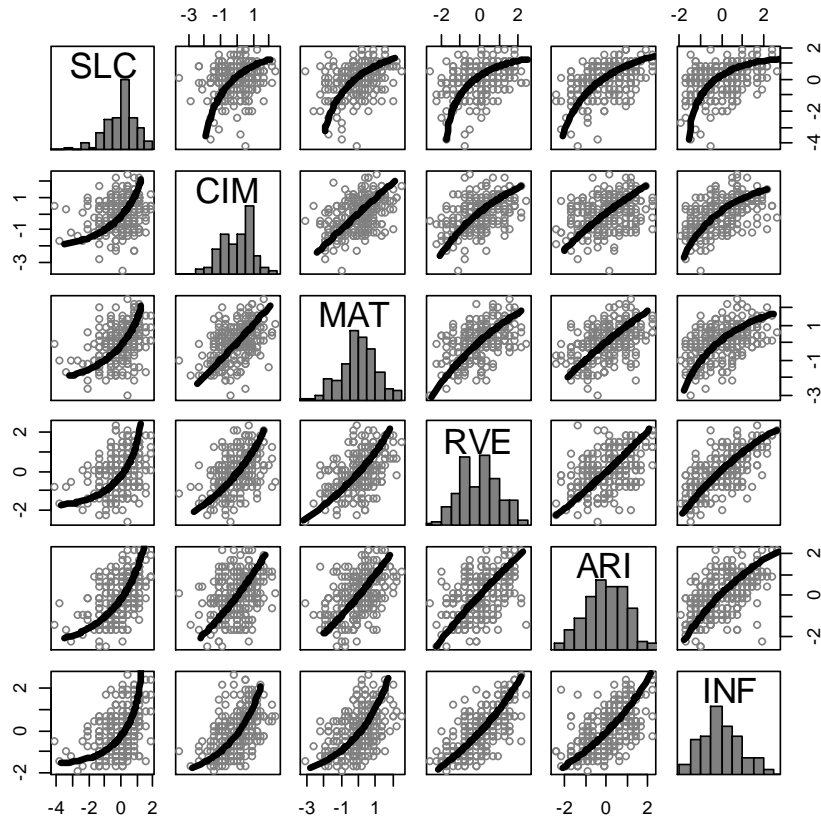 -3 -1 1 -2 0 2 -2 0 2
SLC
-4 -2 0 2
CIM
-3 -1 1
MAT
-3 -1 1
RVE
-2 0 2
ARI
-2 0 2
INF
-2 0 2
-4 -2 0 2 -3 -1 1 -2 0 2